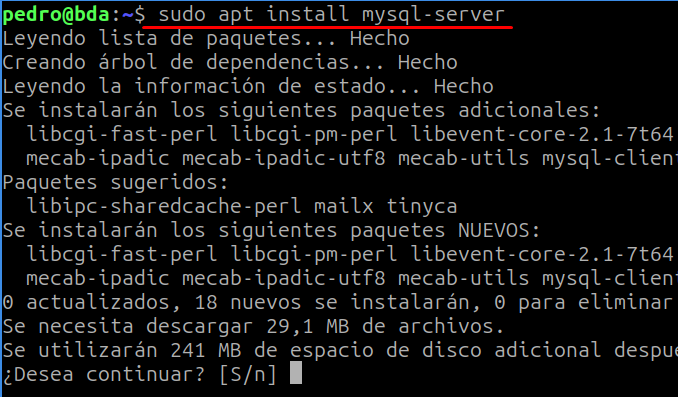 pedro@bda:~$ sudo apt install mysql-server
Leyendo lista de paquetes... Hecho
Creando árbol de dependencias... Hecho
Leyendo la información de estado... Hecho
Se instalarán los siguientes paquetes adicionales:
libcgi-fast-perl libcgi-pm-perl libevent-core-2.1-7t64
mecab-ipadic mecab-ipadic-utf8 mecab-utils mysql-clien
Paquetes sugeridos:
libipc-sharedcache-perl mailx tinyca
Se instalarán los siguientes paquetes NUEVOS:
libcgi-fast-perl libcgi-pm-perl libevent-core-2.1-7t64
mecab-ipadic mecab-ipadic-utf8 mecab-utils mysql-clien
0 actualizados, 18 nuevos se instalarán, 0 para eliminar
Se necesita descargar 29,1 MB de archivos.
Se utilizarán 241 MB de espacio de disco adicional despu
¿Desea continuar? [S/n]